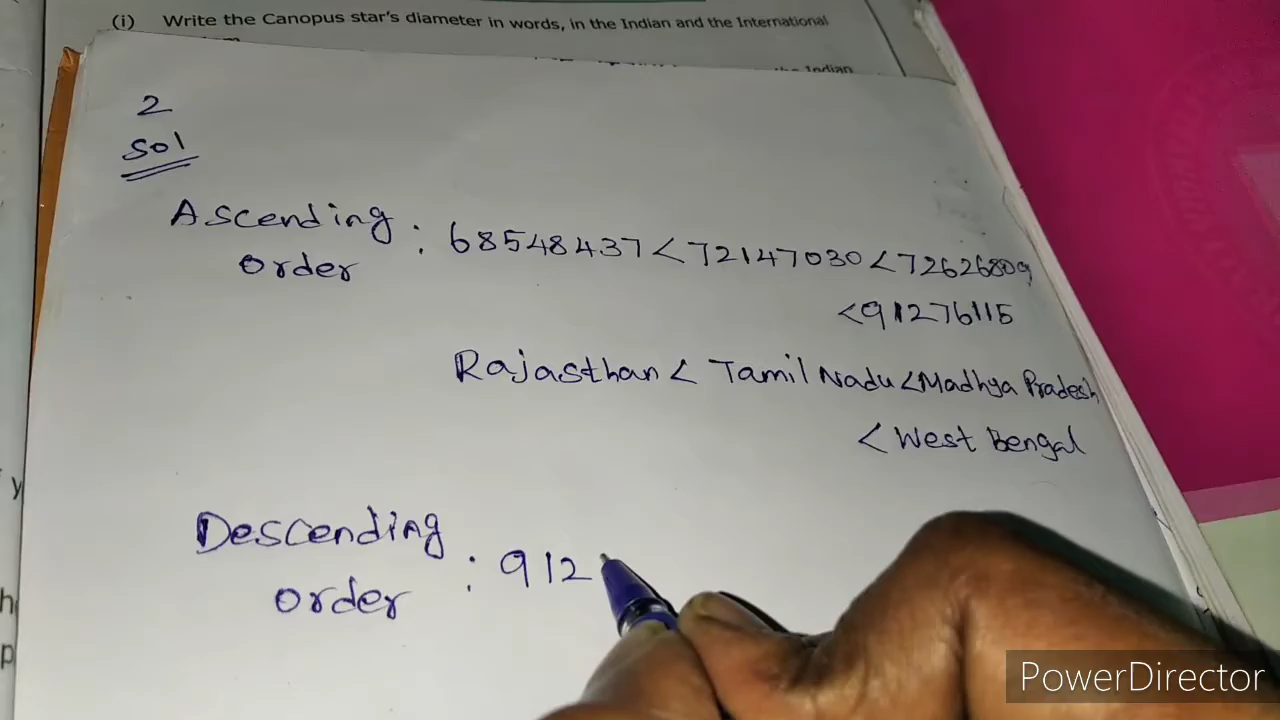 (i) Write the Canopus star's diameter in words, in the Indian and the International
Indian
2
Sol
Ascending order : 68548437 < 72147030 < 72626809
< 91276115
Rajasthan < Tamil Nadu < Madhya Pradesh
< West Bengal
Descending order : 912
y
h
p
PowerDirector